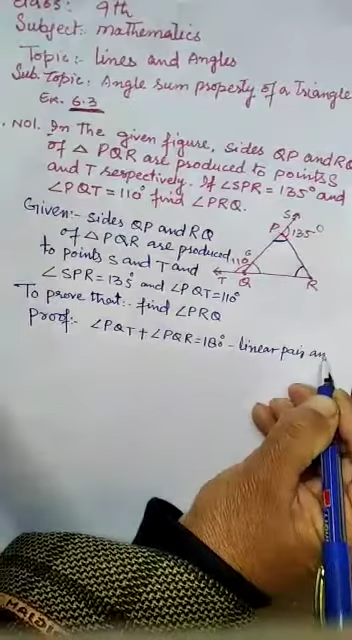 Class: 9th
Subject: mathematics
Topic:- lines and Angles
Sub. Topic: Angle sum property of a Triangle
Ex. 6.3
. No1. In the given figure, sides QP and RQ
of △ PQR are produced to points S
and T respectively. If ∠SPR = 135° and
∠PQT = 110° find ∠PRQ.
Given:- sides QP and RQ
of △ PQR are produced
to points S and T and
∠SPR = 135° and ∠PQT = 110°
To prove that:- find ∠PRQ
Proof:- ∠PQT + ∠PQR = 180° - linear pair an
S
P 135°
110°
T Q R